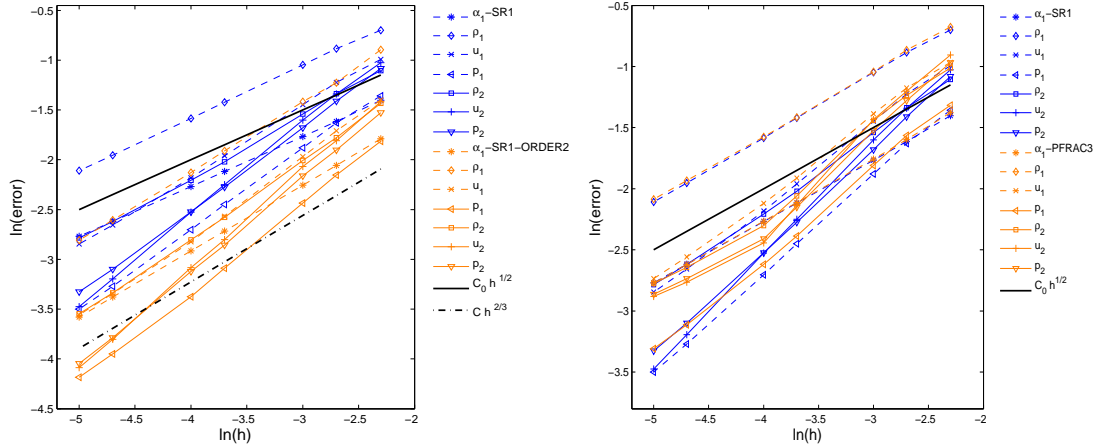 −0.5
−1
−1.5
−2
−2.5
−3
−3.5
−4
−4.5
−5 −4.5 −4 −3.5 −3 −2.5 −2
ln(error)
ln(h)
α₁−SR1
ρ₁
u₁
p₁
ρ₂
u₂
p₂
α₁−SR1−ORDER2
ρ₁
u₁
p₁
ρ₂
u₂
p₂
C₀ h^1/2
C h^2/3
−0.5
−1
−1.5
−2
−2.5
−3
−3.5
−5 −4.5 −4 −3.5 −3 −2.5 −2
ln(error)
ln(h)
α₁−SR1
ρ₁
u₁
p₁
ρ₂
u₂
p₂
α₁−PFRAC3
ρ₁
u₁
p₁
ρ₂
u₂
p₂
C₀ h^1/2